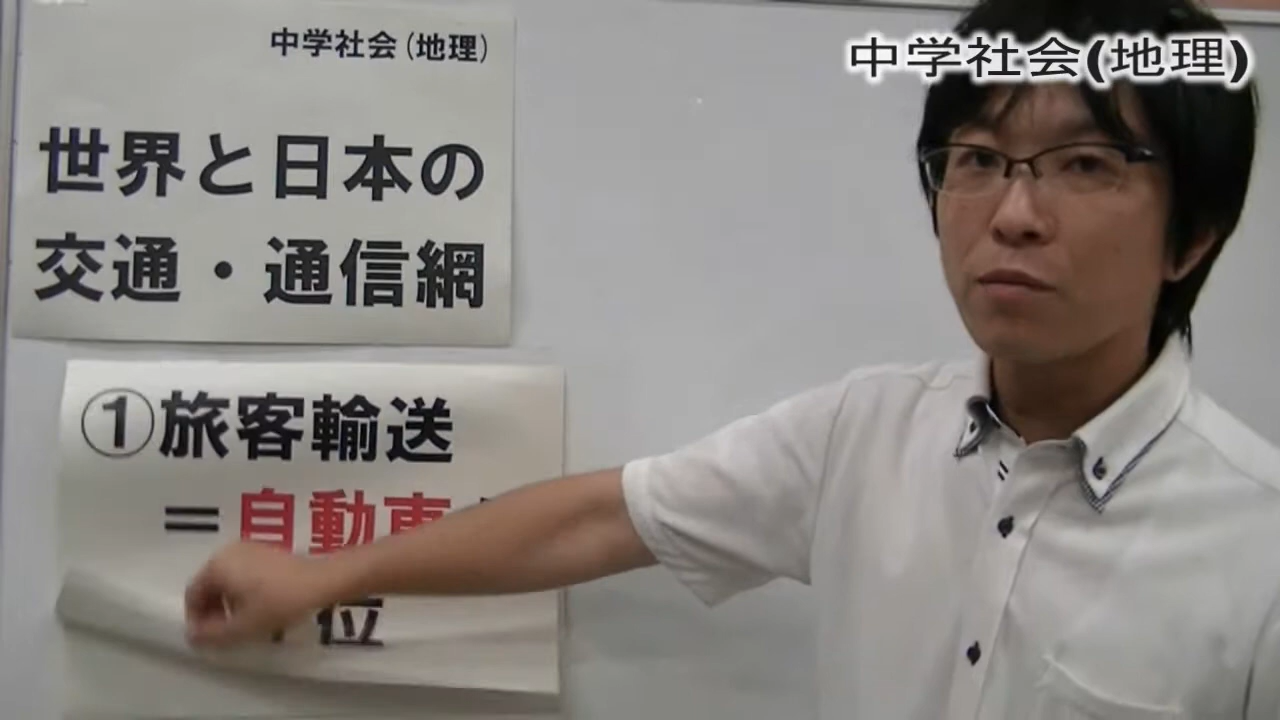 中学社会(地理)
中学社会(地理)
世界と日本の
交通・通信網
①旅客輸送
=自動車
位